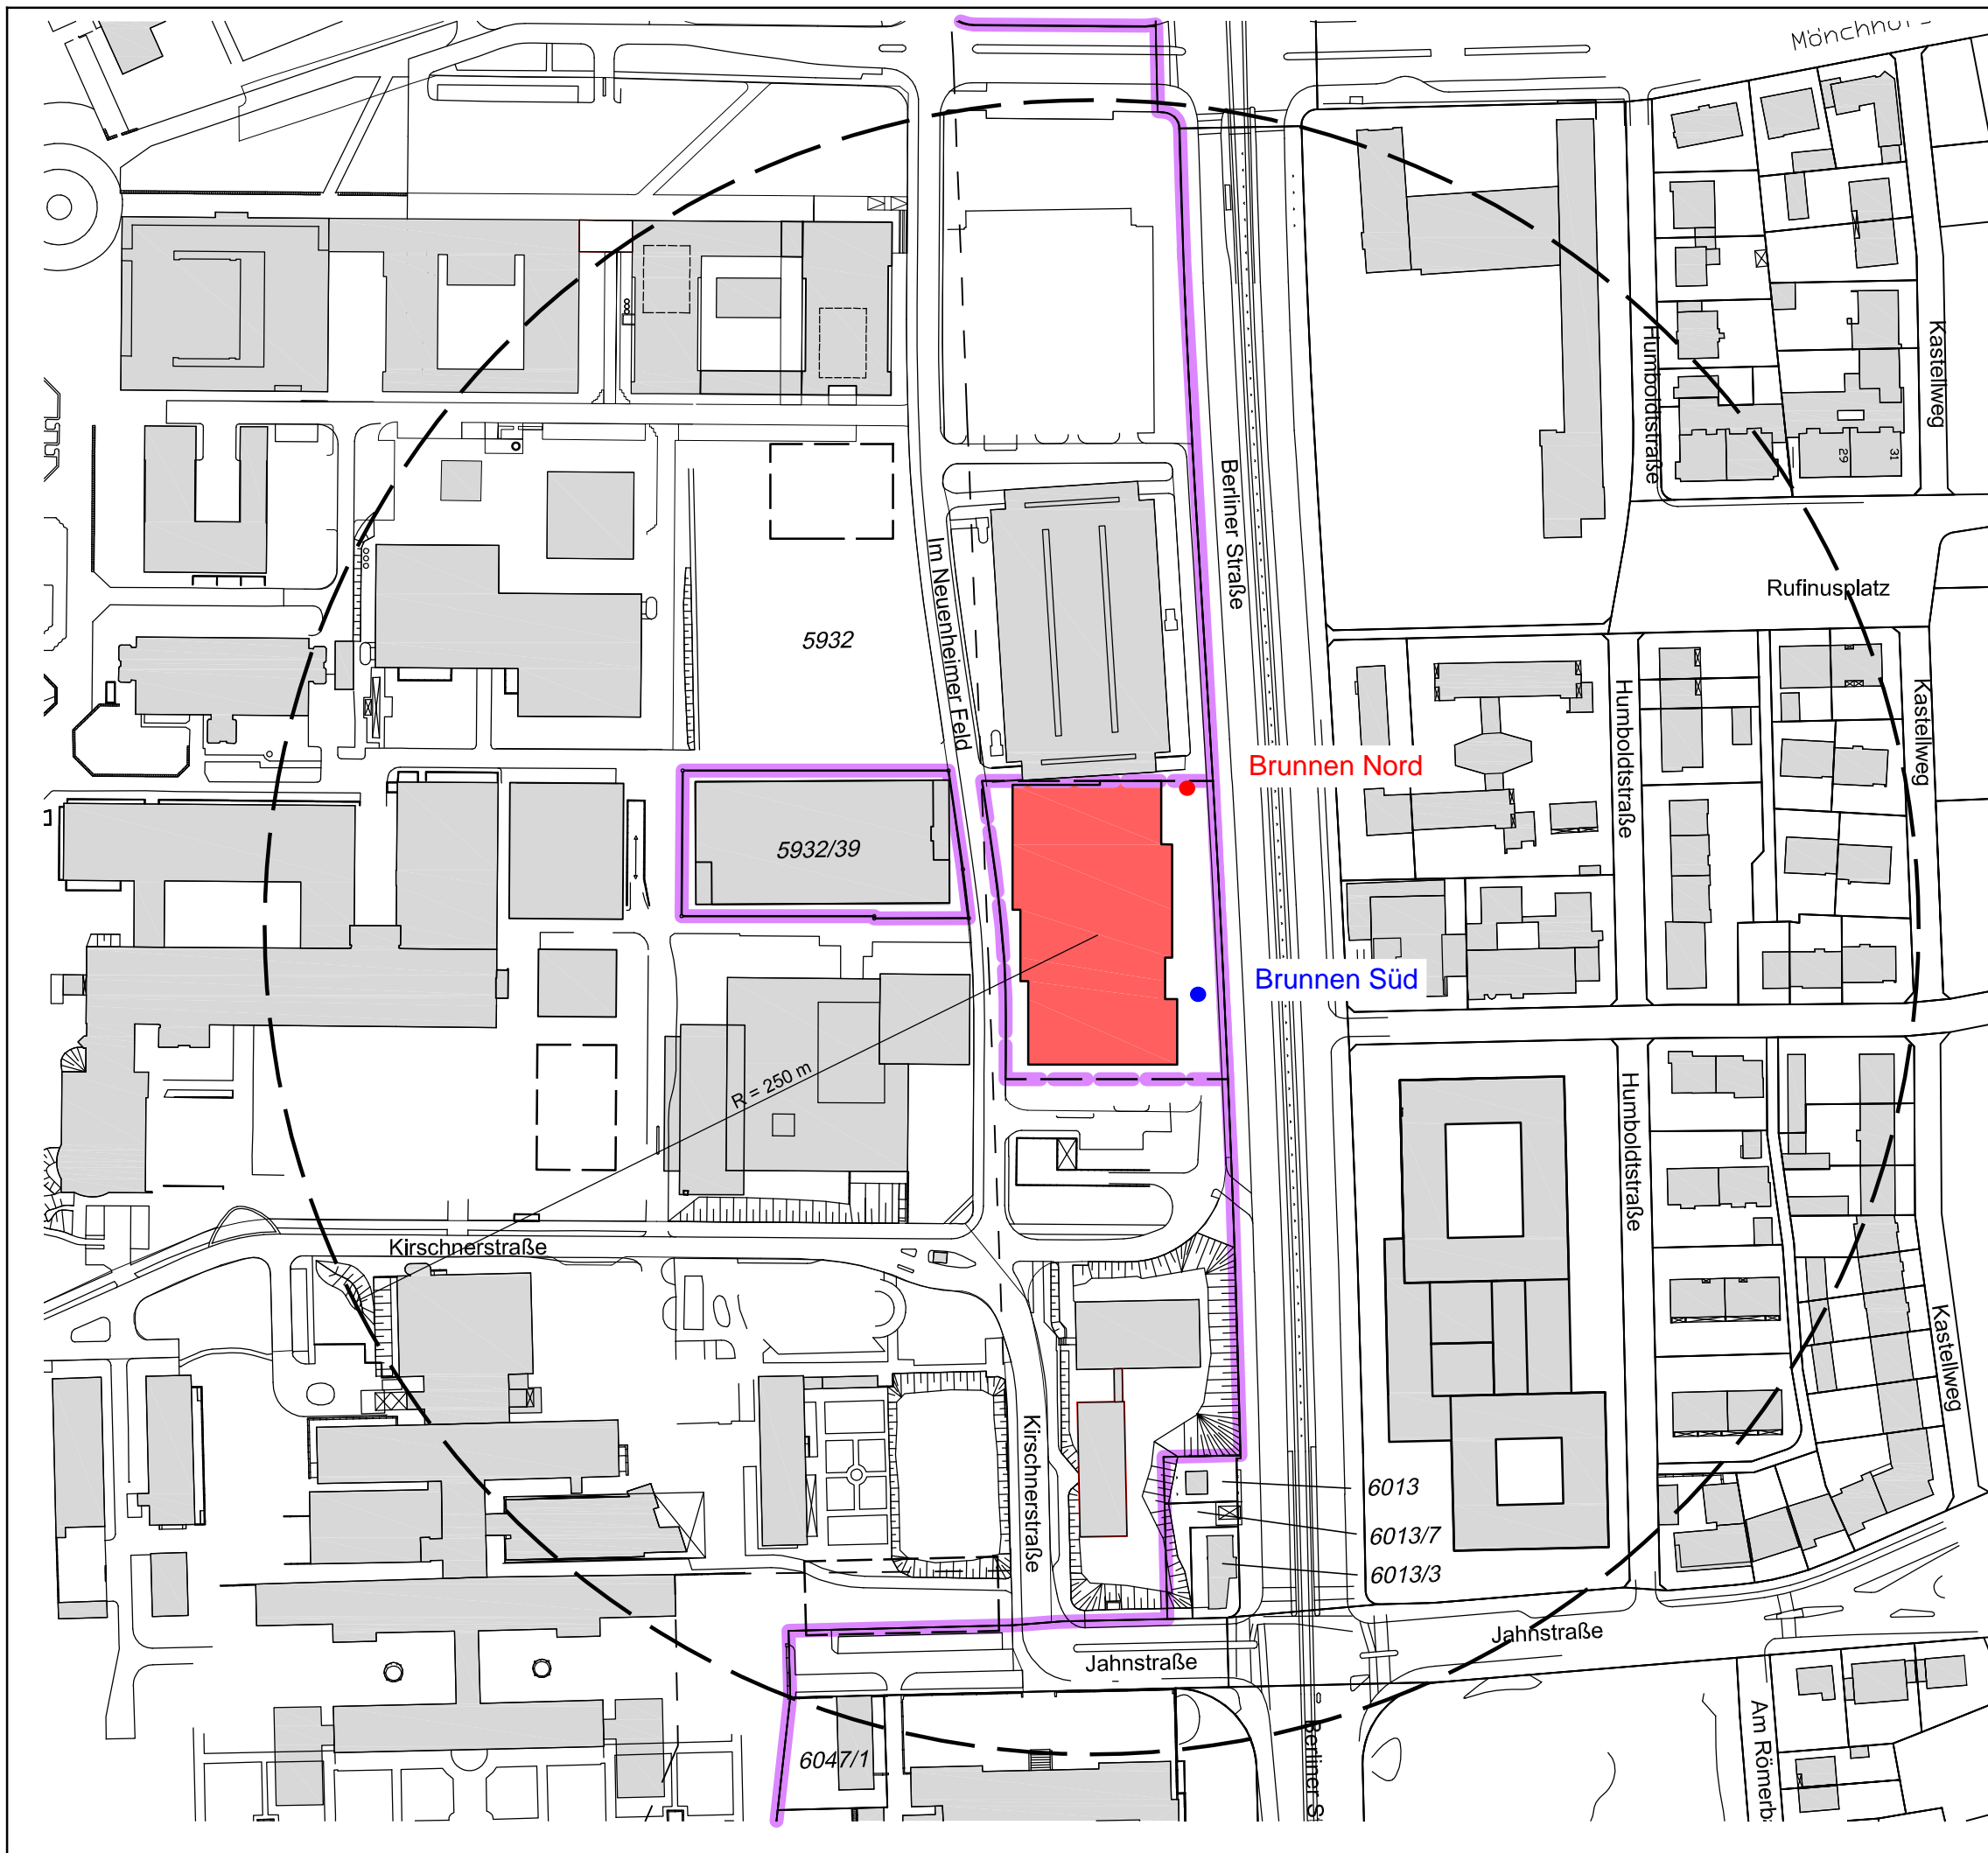 Kastellweg
Humboldtstraße
29
31
Berliner Straße
Im Neuenheimer Feld
Rufinusplatz
5932
Brunnen Nord
Humboldtstraße
Kastellweg
5932/39
Brunnen Süd
R = 250 m
Humboldtstraße
Kirschnerstraße
Kastellweg
Kirschnerstraße
6013
6013/7
6013/3
Jahnstraße
Jahnstraße
6047/1
Berliner S
Am Römerb